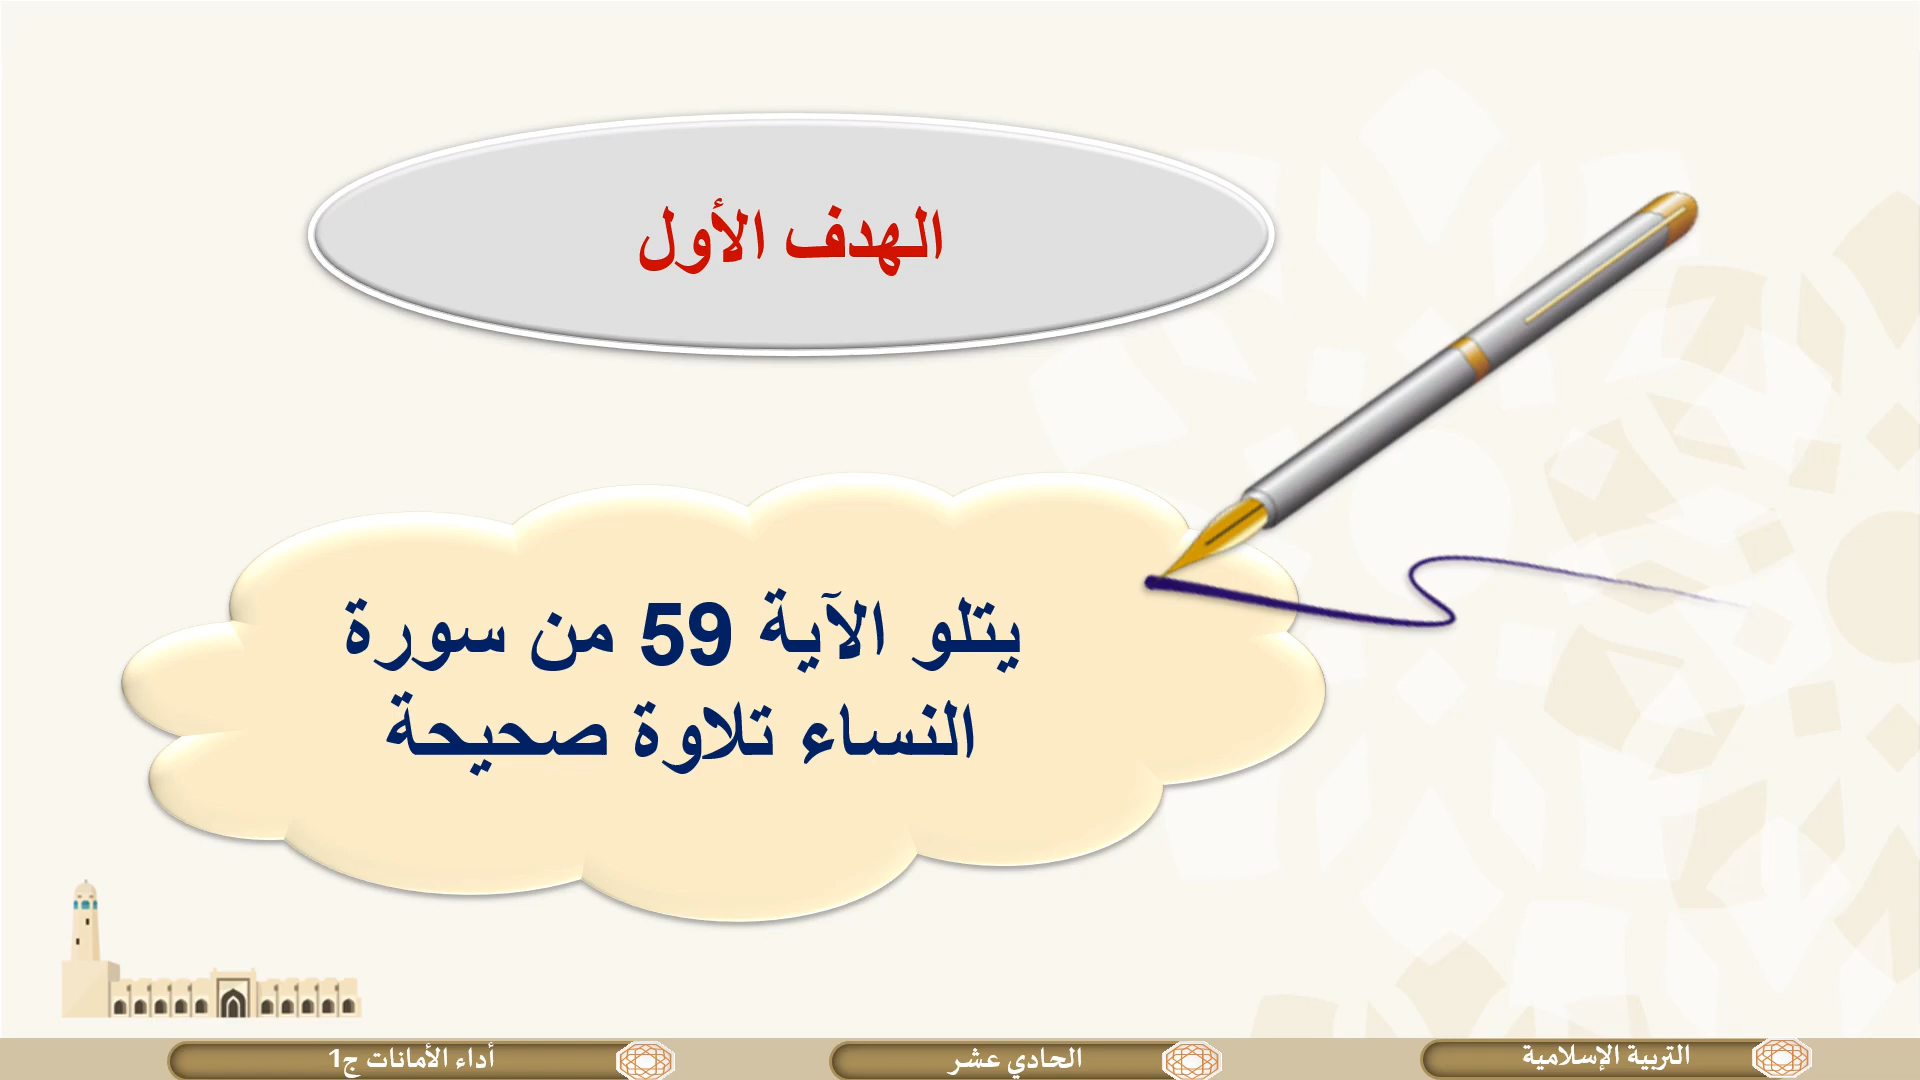 الهدف الأول
يتلو الآية 59 من سورة
النساء تلاوة صحيحة
التربية الإسلامية
الحادي عشر
أداء الأمانات ج1